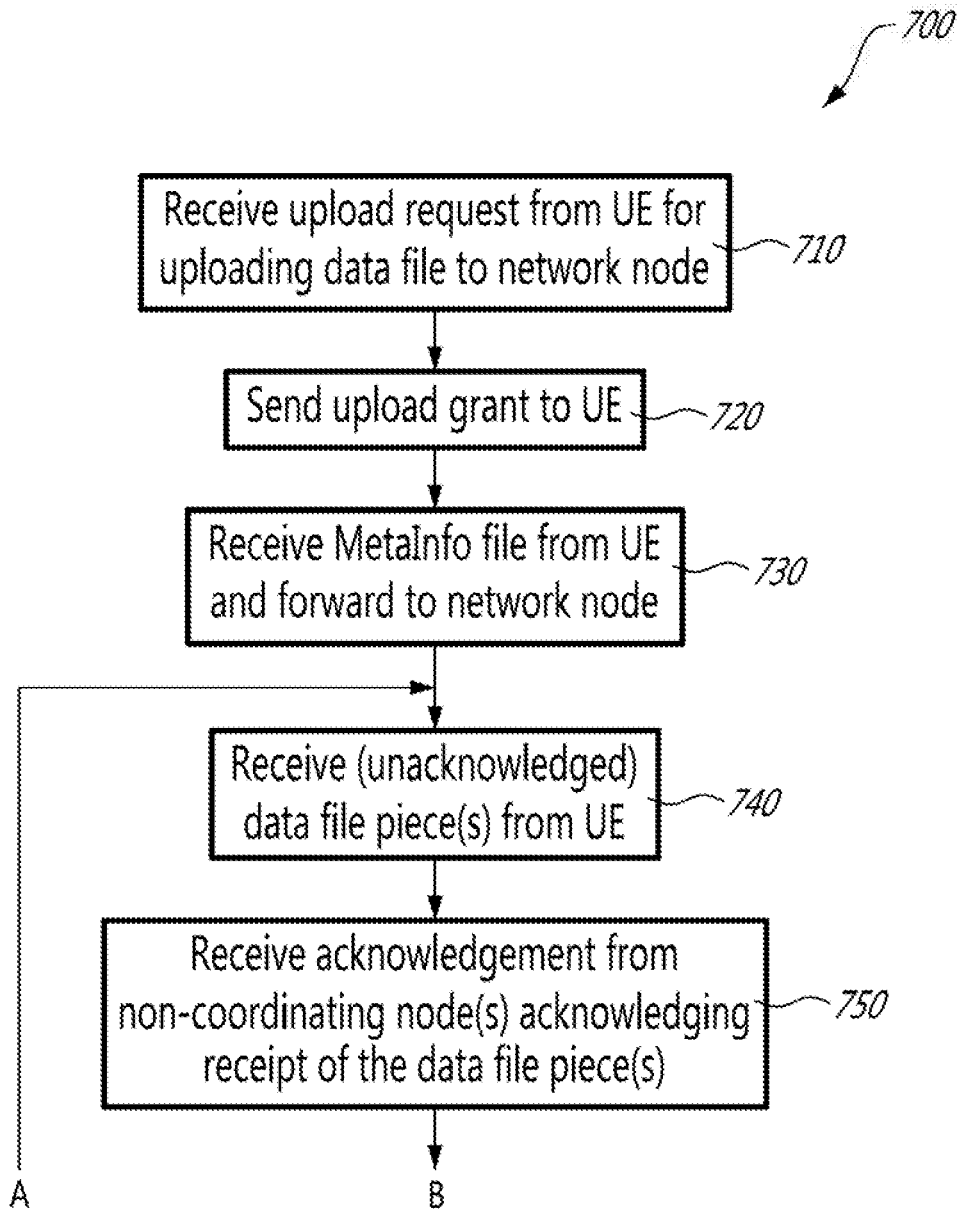 700
Receive upload request from UE for
uploading data file to network node
710
Send upload grant to UE
720
Receive MetaInfo file from UE
and forward to network node
730
Receive (unacknowledged)
data file piece(s) from UE
740
Receive acknowledgement from
non-coordinating node(s) acknowledging
receipt of the data file piece(s)
750
A
B